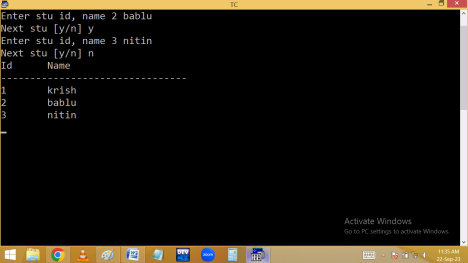 TC
Enter stu id, name 2 bablu
Next stu [y/n] y
Enter stu id, name 3 nitin
Next stu [y/n] n
Id Name
--------------------------------
1 krish
2 bablu
3 nitin
Activate Windows
Go to PC settings to activate Windows.
11:35 AM
22-Sep-23